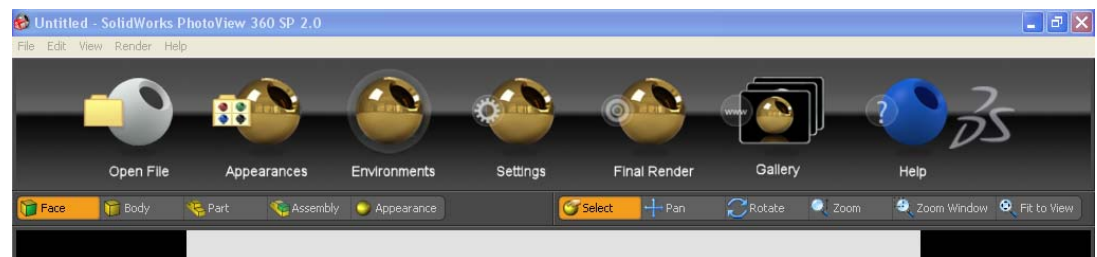 Untitled - SolidWorks PhotoView 360 SP 2.0
File Edit View Render Help
www ?
Open File Appearances Environments Settings Final Render Gallery Help
Face Body Part Assembly Appearance Select Pan Rotate Zoom Zoom Window Fit to View